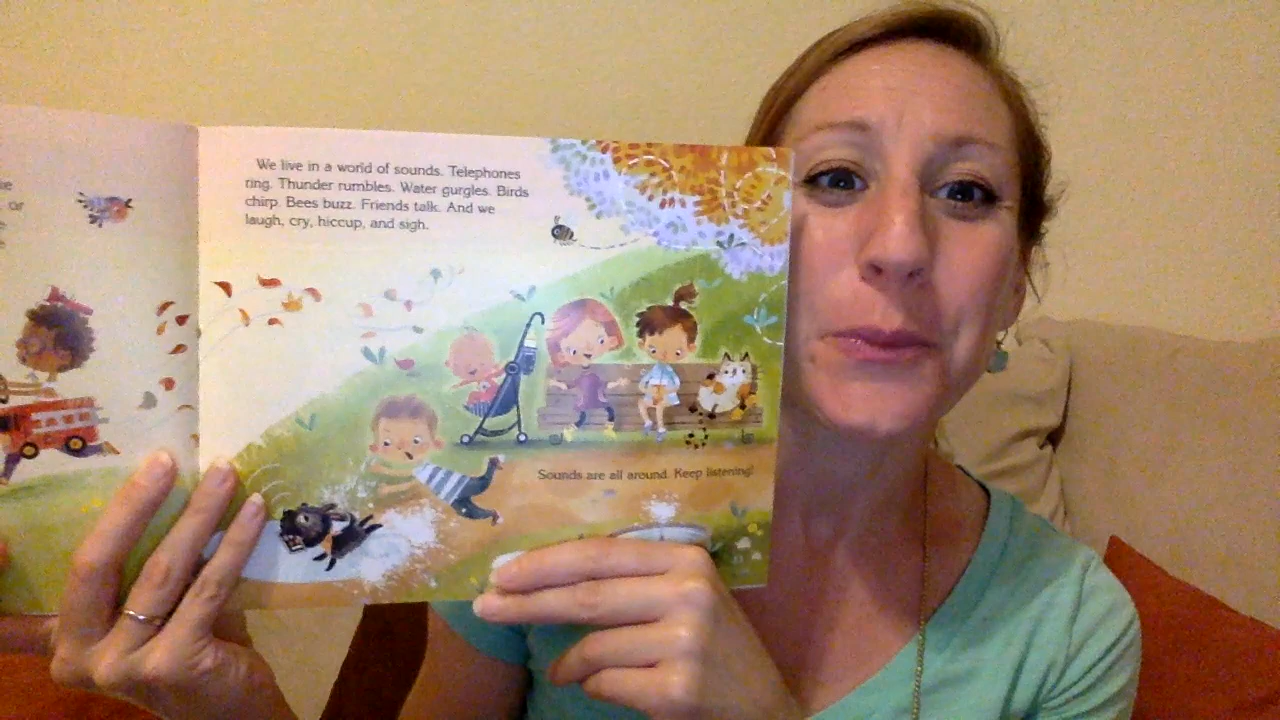 or
We live in a world of sounds. Telephones
ring. Thunder rumbles. Water gurgles. Birds
chirp. Bees buzz. Friends talk. And we
laugh, cry, hiccup, and sigh.
Sounds are all around. Keep listening!